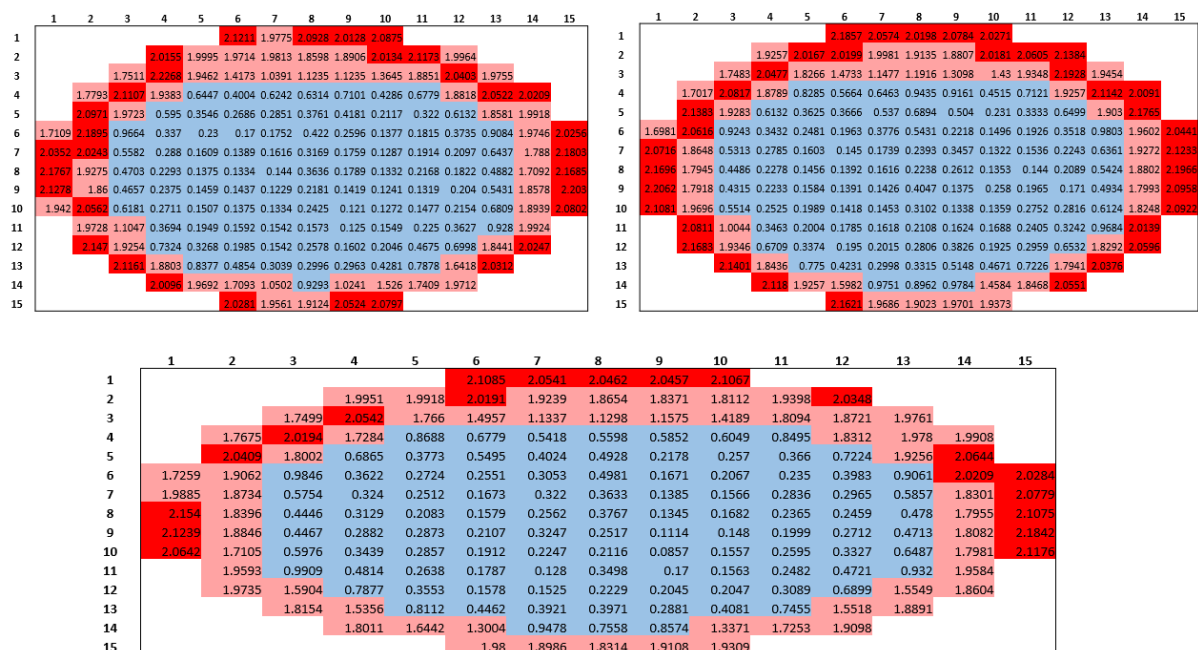 1 2 3 4 5 6 7 8 9 10 11 12 13 14 15
1 2.1211 1.9775 2.0928 2.0128 2.0875
2 2.0155 1.9995 1.9714 1.9813 1.8598 1.8906 2.0134 2.1173 1.9964
3 1.7511 2.2268 1.9462 1.4173 1.0391 1.1235 1.1235 1.3645 1.8851 2.0403 1.9755
4 1.7793 2.1107 1.9383 0.6447 0.4004 0.6242 0.6314 0.7101 0.4286 0.6779 1.8818 2.0522 2.0209
5 2.0971 1.9723 0.595 0.3546 0.2686 0.2851 0.3761 0.4181 0.2117 0.322 0.6132 1.8581 1.9918
6 1.7109 2.1895 0.9664 0.337 0.23 0.17 0.1752 0.422 0.2596 0.1377 0.1815 0.3735 0.9084 1.9746 2.0256
7 2.0352 2.0243 0.5582 0.288 0.1609 0.1389 0.1616 0.3169 0.1759 0.1287 0.1914 0.2097 0.6437 1.788 2.1803
8 2.1767 1.9275 0.4703 0.2293 0.1375 0.1334 0.144 0.3636 0.1789 0.1332 0.2168 0.1822 0.4882 1.7092 2.1685
9 2.1278 1.86 0.4657 0.2375 0.1459 0.1437 0.1229 0.2181 0.1419 0.1241 0.1319 0.204 0.5431 1.8578 2.203
10 1.942 2.0562 0.6181 0.2711 0.1507 0.1375 0.1334 0.2425 0.121 0.1272 0.1477 0.2154 0.6809 1.8939 2.0802
11 1.9728 1.1047 0.3694 0.1949 0.1592 0.1542 0.1573 0.125 0.1549 0.225 0.3627 0.928 1.9924
12 2.147 1.9254 0.7324 0.3268 0.1985 0.1542 0.2578 0.1602 0.2046 0.4675 0.6998 1.8441 2.0247
13 2.1161 1.8803 0.8377 0.4854 0.3039 0.2996 0.2963 0.4281 0.7878 1.6418 2.0312
14 2.0096 1.9692 1.7093 1.0502 0.9293 1.0241 1.526 1.7409 1.9712
15 2.0281 1.9561 1.9124 2.0524 2.0797
1 2 3 4 5 6 7 8 9 10 11 12 13 14 15
1 2.1857 2.0574 2.0198 2.0784 2.0271
2 1.9257 2.0167 2.0199 1.9981 1.9135 1.8807 2.0181 2.0605 2.1384
3 1.7483 2.0477 1.8266 1.4733 1.1477 1.1916 1.3098 1.43 1.9348 2.1928 1.9454
4 1.7017 2.0817 1.8789 0.8285 0.5664 0.6463 0.9435 0.9161 0.4515 0.7121 1.9257 2.1142 2.0091
5 2.1383 1.9283 0.6132 0.3625 0.3666 0.537 0.6894 0.504 0.231 0.3333 0.6499 1.903 2.1765
6 1.6981 2.0616 0.9243 0.3432 0.2481 0.1963 0.3776 0.5431 0.2218 0.1496 0.1926 0.3518 0.9803 1.9602 2.0441
7 2.0716 1.8648 0.5313 0.2785 0.1603 0.145 0.1739 0.2393 0.3457 0.1322 0.1536 0.2243 0.6361 1.9272 2.1233
8 2.1695 1.7945 0.4486 0.2278 0.1456 0.1392 0.1616 0.2238 0.2612 0.1353 0.144 0.2089 0.5424 1.8802 2.1966
9 2.2062 1.7918 0.4315 0.2233 0.1584 0.1391 0.1426 0.4047 0.1375 0.258 0.1965 0.171 0.4934 1.7993 2.0958
10 2.1081 1.9696 0.5514 0.2525 0.1989 0.1418 0.1453 0.3102 0.1338 0.1359 0.2752 0.2816 0.6124 1.8248 2.0922
11 2.0811 1.0044 0.3463 0.2004 0.1785 0.1618 0.2108 0.1624 0.1688 0.2405 0.3242 0.9684 2.0139
12 2.1683 1.9346 0.6709 0.3374 0.195 0.2015 0.2806 0.3826 0.1925 0.2959 0.6532 1.8292 2.0596
13 2.1401 1.8436 0.775 0.4231 0.2998 0.3315 0.5148 0.4671 0.7226 1.7941 2.0376
14 2.118 1.9257 1.5982 0.9751 0.8962 0.9784 1.4584 1.8468 2.0551
15 2.1621 1.9686 1.9023 1.9701 1.9373
1 2 3 4 5 6 7 8 9 10 11 12 13 14 15
1 2.1085 2.0541 2.0462 2.0457 2.1067
2 1.9951 1.9918 2.0191 1.9239 1.8654 1.8371 1.8112 1.9398 2.0348
3 1.7499 2.0542 1.766 1.4957 1.1337 1.1298 1.1575 1.4189 1.8094 1.8721 1.9761
4 1.7675 2.0194 1.7284 0.8688 0.6779 0.5418 0.5598 0.5852 0.6049 0.8495 1.8312 1.978 1.9908
5 2.0409 1.8002 0.6865 0.3773 0.5495 0.4024 0.4928 0.2178 0.257 0.366 0.7224 1.9256 2.0644
6 1.7259 1.9062 0.9846 0.3622 0.2724 0.2551 0.3053 0.4981 0.1671 0.2067 0.235 0.3983 0.9061 2.0209 2.0284
7 1.9885 1.8734 0.5754 0.324 0.2512 0.1673 0.322 0.3633 0.1385 0.1566 0.2836 0.2965 0.5857 1.8301 2.0779
8 2.154 1.8396 0.4446 0.3129 0.2083 0.1579 0.2562 0.3767 0.1345 0.1682 0.2365 0.2459 0.478 1.7955 2.1075
9 2.1239 1.8846 0.4467 0.2882 0.2873 0.2107 0.3247 0.2517 0.1114 0.148 0.1999 0.2712 0.4713 1.8082 2.1842
10 2.0642 1.7105 0.5976 0.3439 0.2857 0.1912 0.2247 0.2116 0.0857 0.1557 0.2595 0.3327 0.6487 1.7981 2.1176
11 1.9593 0.9909 0.4814 0.2638 0.1787 0.128 0.3498 0.17 0.1563 0.2482 0.4721 0.932 1.9584
12 1.9735 1.5904 0.7877 0.3553 0.1578 0.1525 0.2229 0.2045 0.2047 0.3089 0.6899 1.5549 1.8604
13 1.8154 1.5356 0.8112 0.4462 0.3921 0.3971 0.2881 0.4081 0.7455 1.5518 1.8891
14 1.8011 1.6442 1.3004 0.9478 0.7558 0.8574 1.3371 1.7253 1.9098
15 1.98 1.8986 1.8314 1.9108 1.9309